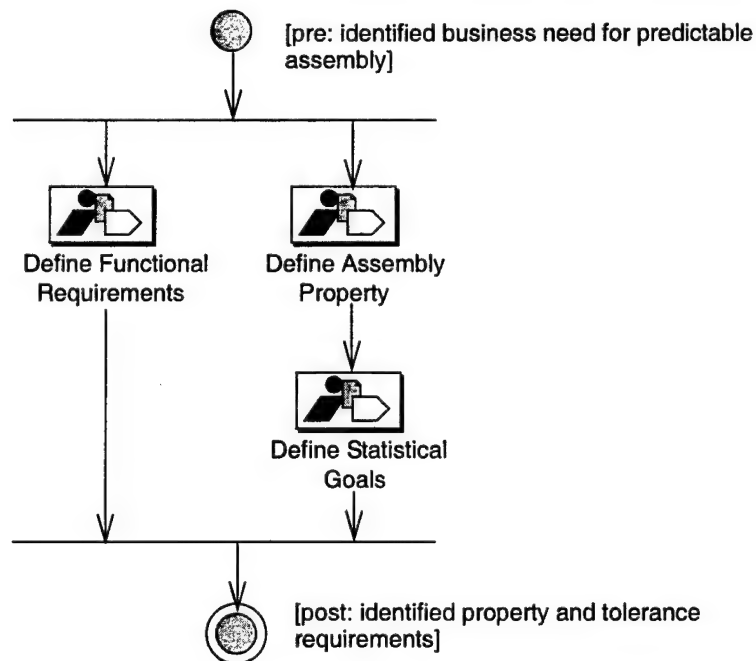 [pre: identified business need for predictable
assembly]
Define Functional
Requirements
Define Assembly
Property
Define Statistical
Goals
[post: identified property and tolerance
requirements]